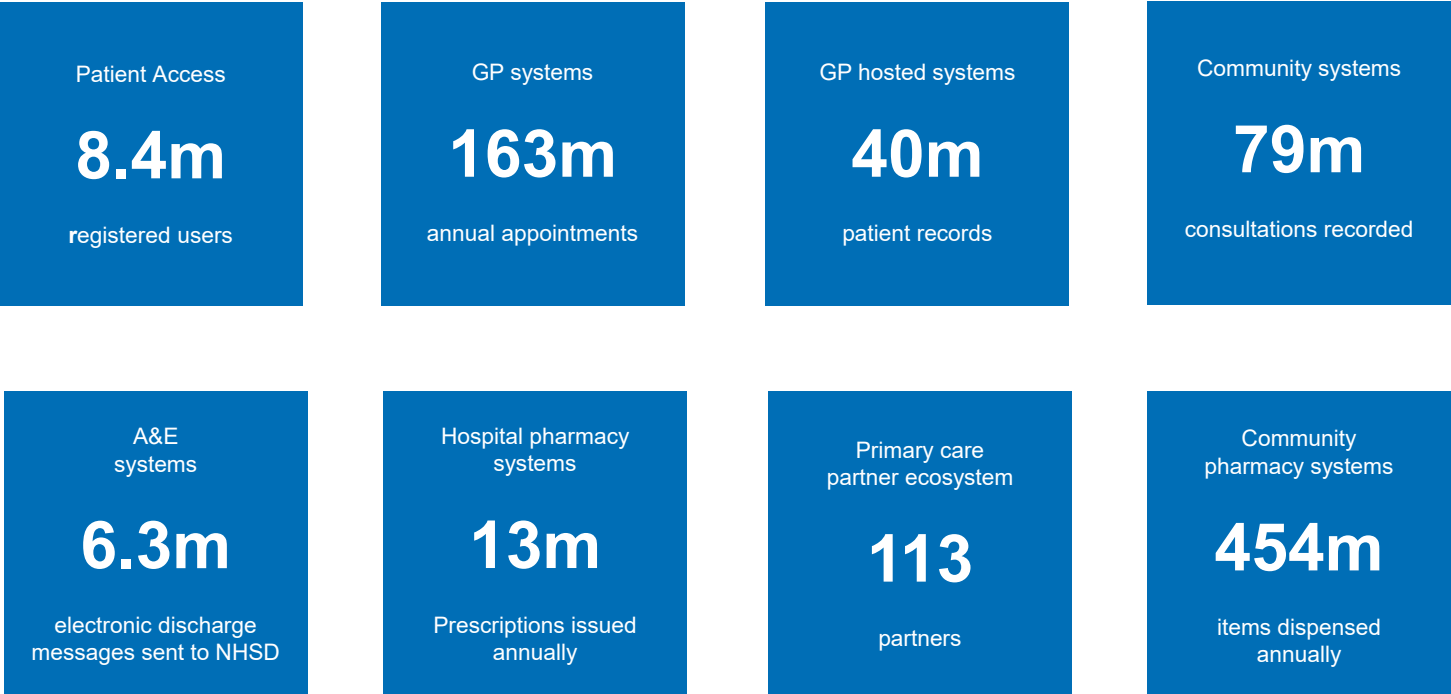 Patient Access
8.4m
registered users
GP systems
163m
annual appointments
GP hosted systems
40m
patient records
Community systems
79m
consultations recorded
A&E
systems
6.3m
electronic discharge
messages sent to NHSD
Hospital pharmacy
systems
13m
Prescriptions issued
annually
Primary care
partner ecosystem
113
partners
Community
pharmacy systems
454m
items dispensed
annually